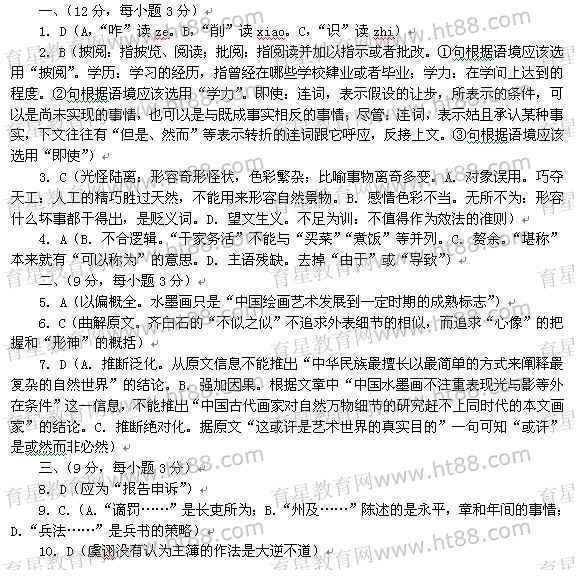 一、（12分，每小题3分）
1. D（A，“咋”读ze。B，“削”读xiao。C，“识”读zhi）
2. B（披阅：指披览、阅读；批阅：指阅读并加以指示或者批改。①句根据语境应该选
用“披阅”。学历：学习的经历，指曾经在哪些学校肄业或者毕业；学力：在学问上达到的
程度。②句根据语境应该选用“学力”。即使：连词，表示假设的让步，所表示的条件，可
以是尚未实现的事情，也可以是与既成事实相反的事情；尽管：连词，表示姑且承认某种事
实，下文往往有“但是、然而”等表示转折的连词跟它呼应，反接上文。③句根据语境应该
选用“即使”）
3. C（光怪陆离：形容奇形怪状，色彩繁杂；比喻事物离奇多变。A. 对象误用。巧夺
天工：人工的精巧胜过天然，不能用来形容自然景物。B. 感情色彩不当。无所不为：形容
什么坏事都干得出，是贬义词。D. 望文生义。不足为训：不值得作为效法的准则）
4. A（B. 不合逻辑。“干家务活”不能与“买菜”“煮饭”等并列。C. 赘余。“堪称”
本来就有“可以称为”的意思。D. 主语残缺。去掉“由于”或“导致”）
二、（9分，每小题3分）
5. A（以偏概全。水墨画只是“中国绘画艺术发展到一定时期的成熟标志”）
6. C（曲解原文。齐白石的“不似之似”不追求外表细节的相似，而追求“心像”的把
握和“形神”的概括）
7. D（A. 推断泛化。从原文信息不能推出“中华民族最擅长以最简单的方式来阐释最
复杂的自然世界”的结论。B. 强加因果。根据文章中“中国水墨画不注重表现光与影等外
在条件”这一信息，不能推出“中国古代画家对自然万物细节的研究赶不上同时代的本文画
家”的结论。C. 推断绝对化。据原文“这或许是艺术世界的真实目的”一句可知“或许”
是或然而非必然）
三、（9分，每小题3分）
8. D（应为“报告申诉”）
9. C.（A.“谪罚……”是长吏所为；B.“州及……”陈述的是永平，章和年间的事情；
D.“兵法……”是兵书的策略）
10. D（虞诩没有认为主簿的作法是大逆不道）
育星教育网 www.ht88.com